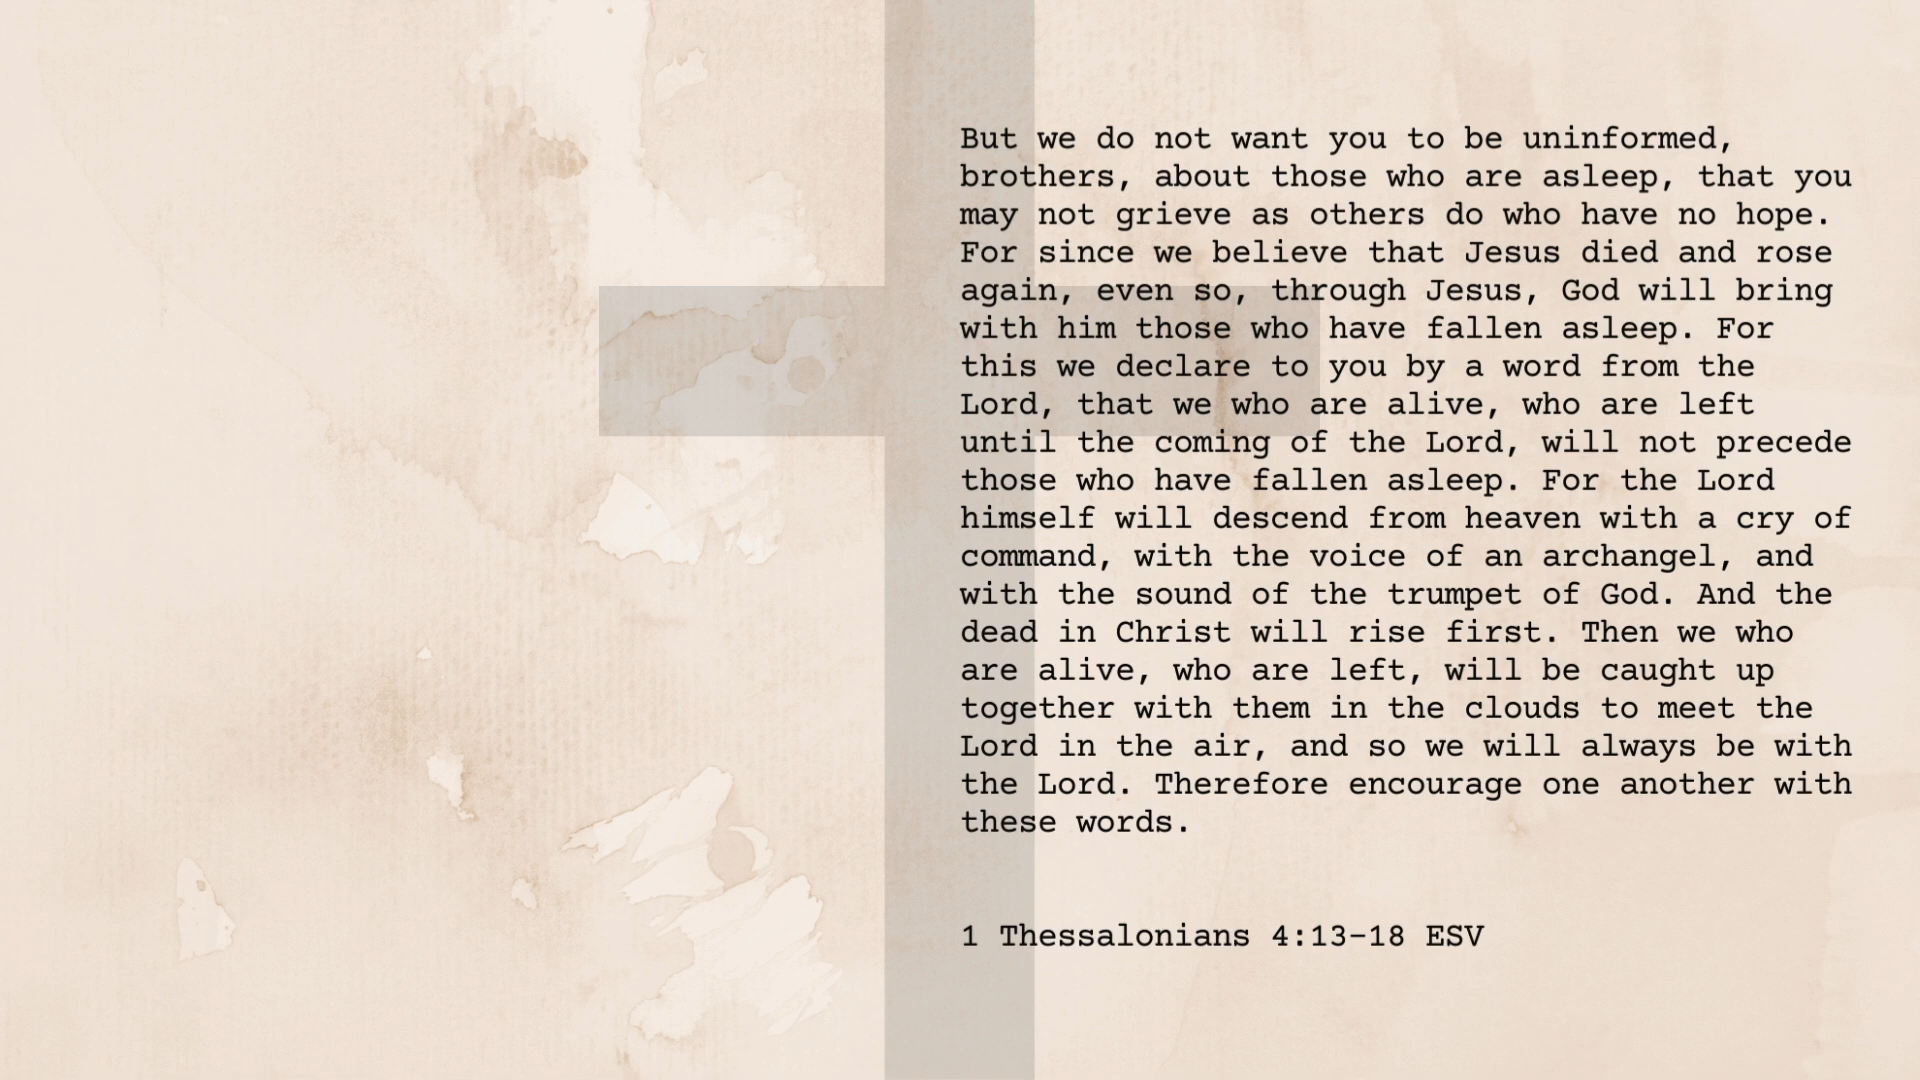 But we do not want you to be uninformed,
brothers, about those who are asleep, that you
may not grieve as others do who have no hope.
For since we believe that Jesus died and rose
again, even so, through Jesus, God will bring
with him those who have fallen asleep. For
this we declare to you by a word from the
Lord, that we who are alive, who are left
until the coming of the Lord, will not precede
those who have fallen asleep. For the Lord
himself will descend from heaven with a cry of
command, with the voice of an archangel, and
with the sound of the trumpet of God. And the
dead in Christ will rise first. Then we who
are alive, who are left, will be caught up
together with them in the clouds to meet the
Lord in the air, and so we will always be with
the Lord. Therefore encourage one another with
these words.
1 Thessalonians 4:13–18 ESV